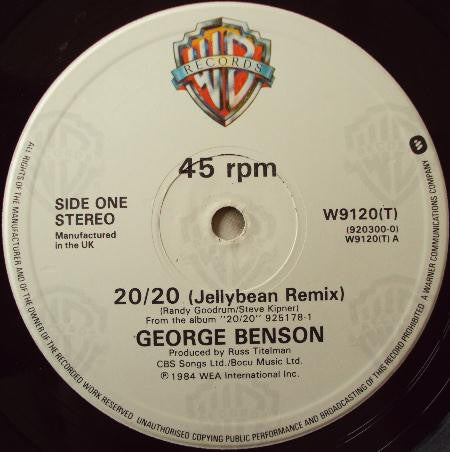 WB
RECORDS
45 rpm
SIDE ONE
STEREO
Manufactured
in the UK
W9120(T)
(920300-0)
W9120(T) A
20/20 (Jellybean Remix)
(Randy Goodrum/Steve Kipner)
From the album "20/20" 925178-1
GEORGE BENSON
Produced by Russ Titelman
CBS Songs Ltd./Bocu Music Ltd.
℗ 1984 WEA International Inc.
ALL RIGHTS OF THE MANUFACTURER AND OF THE OWNER OF THE RECORDED WORK RESERVED UNAUTHORISED COPYING PUBLIC PERFORMANCE AND BROADCASTING OF THIS RECORD PROHIBITED A WARNER COMMUNICATIONS COMPANY